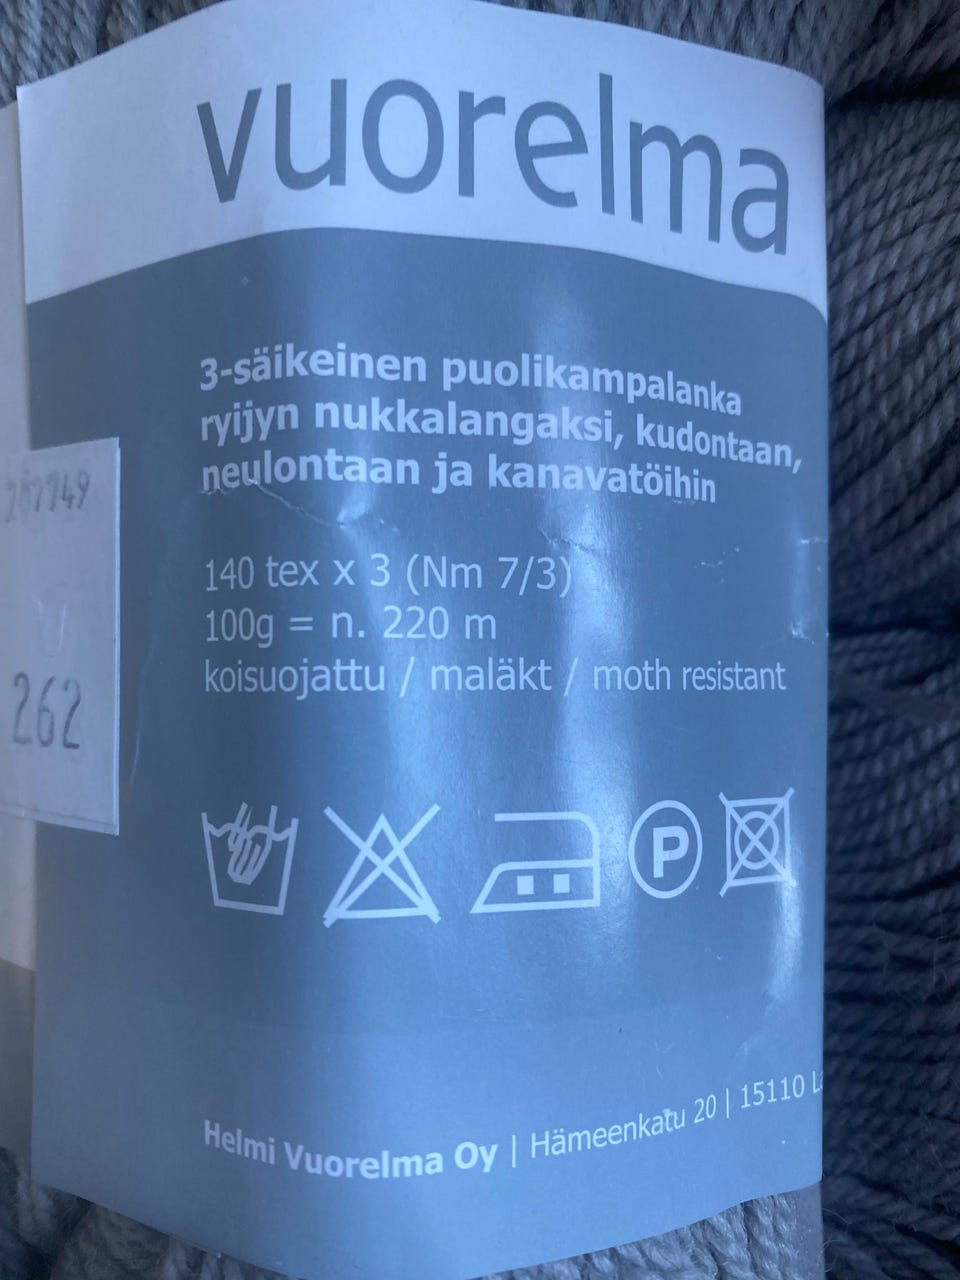 vuorelma
3-säikeinen puolikampalanka
ryijyn nukkalangaksi, kudontaan,
neulontaan ja kanavatöihin
140 tex x 3 (Nm 7/3)
100g = n. 220 m
koisuojattu / maläkt / moth resistant
262
P
Helmi Vuorelma Oy | Hämeenkatu 20 | 15110